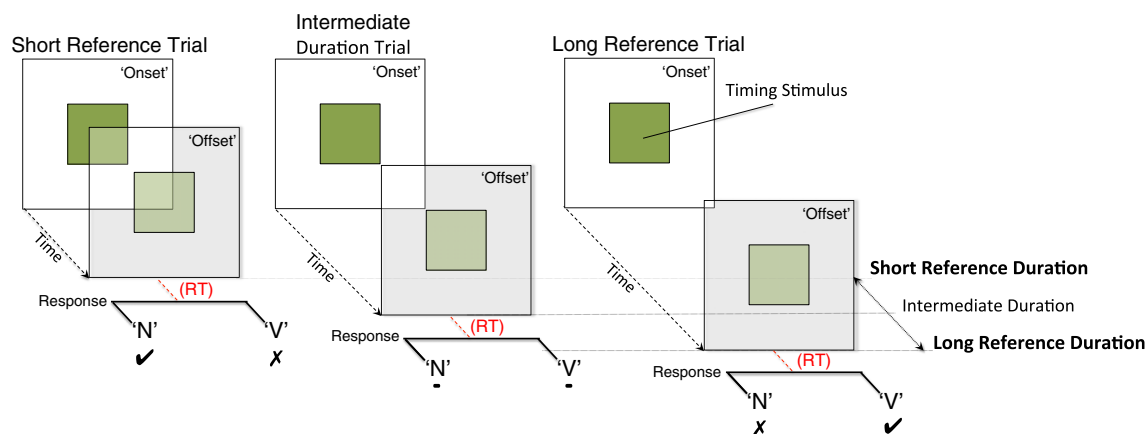 Short Reference Trial
‘Onset’
‘Offset’
Time
(RT)
Response
‘N’ ‘V’
✔ ✗
Intermediate
Duration Trial
‘Onset’
‘Offset’
Time
(RT)
Response
‘N’ ‘V’
- -
Long Reference Trial
‘Onset’
Timing Stimulus
‘Offset’
Time
(RT)
Response
‘N’ ‘V’
✗ ✔
Short Reference Duration
Intermediate Duration
Long Reference Duration